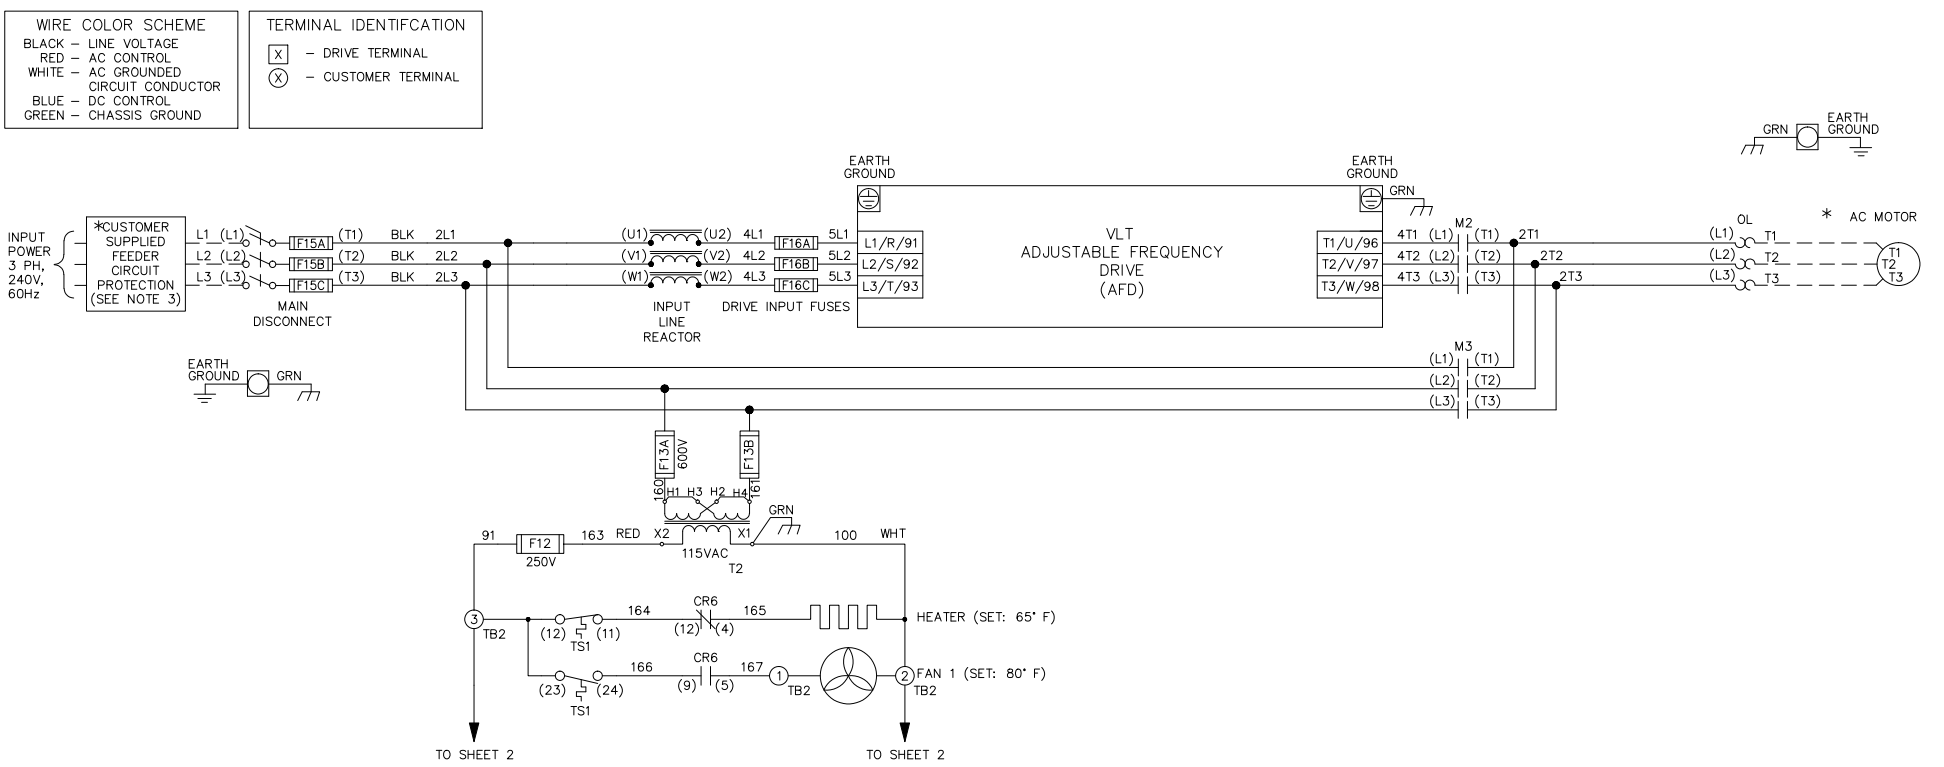 WIRE COLOR SCHEME
BLACK – LINE VOLTAGE
RED – AC CONTROL
WHITE – AC GROUNDED
CIRCUIT CONDUCTOR
BLUE – DC CONTROL
GREEN – CHASSIS GROUND
TERMINAL IDENTIFCATION
X – DRIVE TERMINAL
X – CUSTOMER TERMINAL
GRN
EARTH
GROUND
EARTH
GROUND
EARTH
GROUND
GRN
INPUT
POWER
3 PH,
240V,
60Hz
*CUSTOMER
SUPPLIED
FEEDER
CIRCUIT
PROTECTION
(SEE NOTE 3)
L1 (L1) F15A (T1) BLK 2L1 (U1) (U2) 4L1 F16A 5L1 L1/R/91
L2 (L2) F15B (T2) BLK 2L2 (V1) (V2) 4L2 F16B 5L2 L2/S/92
L3 (L3) F15C (T3) BLK 2L3 (W1) (W2) 4L3 F16C 5L3 L3/T/93
MAIN
DISCONNECT
INPUT
LINE
REACTOR
DRIVE INPUT FUSES
VLT
ADJUSTABLE FREQUENCY
DRIVE
(AFD)
M2
OL
* AC MOTOR
T1/U/96 4T1 (L1) (T1) 2T1 (L1) T1 T1
T2/V/97 4T2 (L2) (T2) 2T2 (L2) T2 T2
T3/W/98 4T3 (L3) (T3) 2T3 (L3) T3 T3
M3
(L1) (T1)
(L2) (T2)
(L3) (T3)
EARTH
GROUND
GRN
F13A
600V
F13B
160
161
H1 H3 H2 H4
GRN
91 F12 163 RED X2 X1 100 WHT
250V
115VAC
T2
3
TB2
(12) (11)
TS1
164
CR6
(12) (4)
165
HEATER (SET: 65° F)
(23) (24)
TS1
166
CR6
(9) (5)
167
1
TB2
2
TB2
FAN 1 (SET: 80° F)
TO SHEET 2
TO SHEET 2